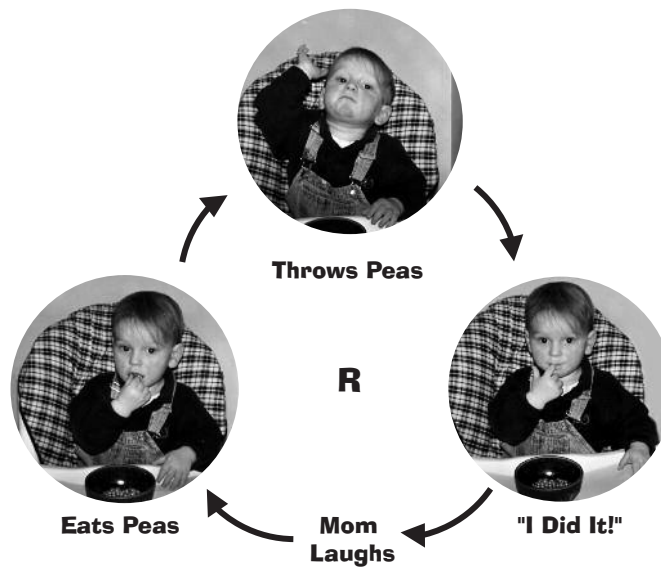 Throws Peas
R
Eats Peas
Mom
Laughs
"I Did It!"